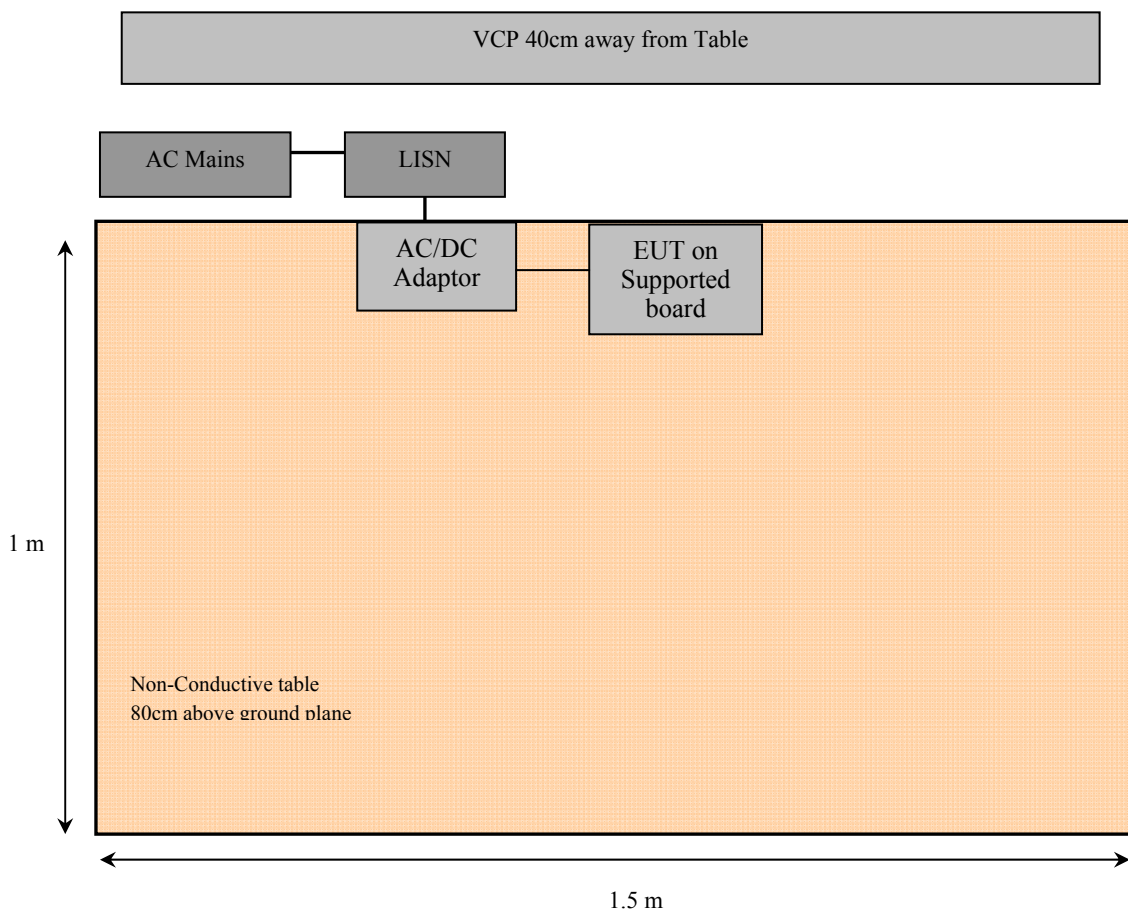 VCP 40cm away from Table
AC Mains
LISN
AC/DC
Adaptor
EUT on
Supported
board
1 m
Non-Conductive table
80cm above ground plane
1.5 m